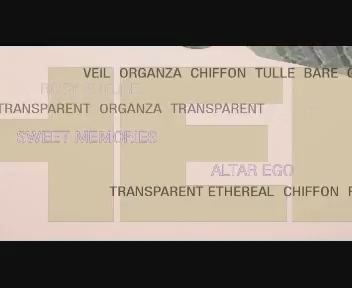 VEIL ORGANZA CHIFFON TULLE BARE
TRANSPARENT ORGANZA TRANSPARENT
SWEET MEMORIES
ALTAR EGO
TRANSPARENT ETHEREAL CHIFFON